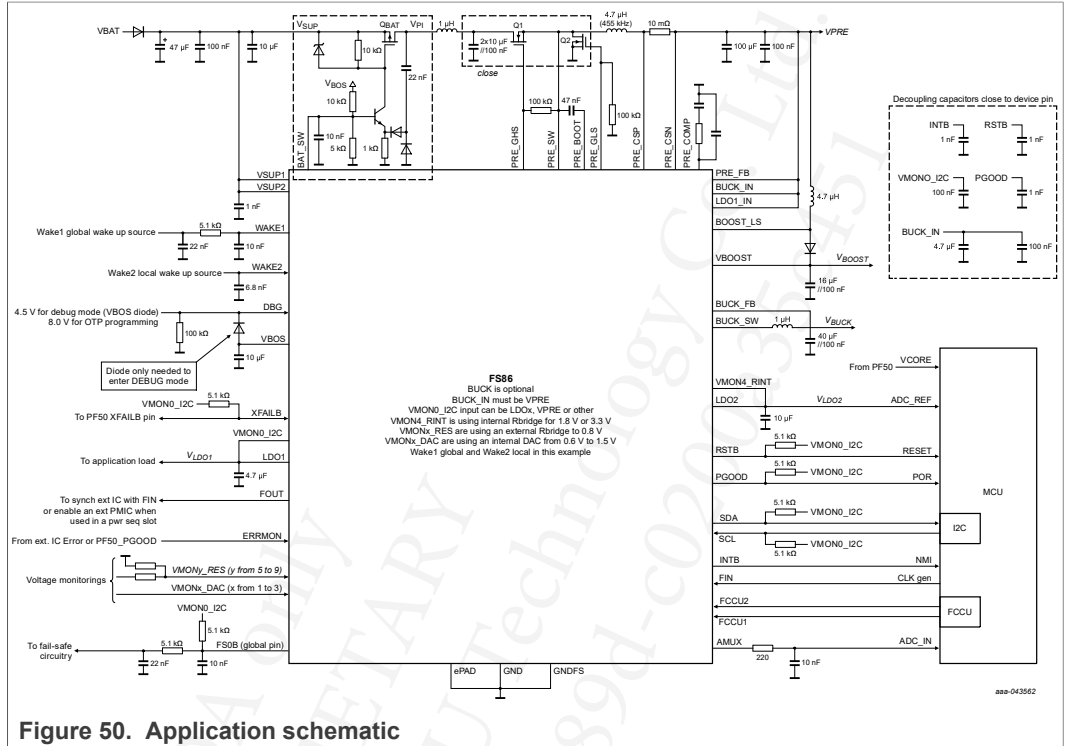 VBAT
47 µF
100 nF
10 µF
VSUP
QBAT
VPI
10 kΩ
22 nF
VBOS
10 kΩ
10 nF
5 kΩ
1 kΩ
BAT_SW
1 µH
Q1
2x10 µF
//100 nF
close
Q2
4.7 µH
(455 kHz)
10 mΩ
100 µF
100 nF
VPRE
100 kΩ
47 nF
100 kΩ
PRE_GHS
PRE_SW
PRE_BOOT
PRE_GLS
PRE_CSP
PRE_CSN
PRE_COMP
Decoupling capacitors close to device pin
INTB
1 nF
RSTB
1 nF
VMONO_I2C
100 nF
PGOOD
1 nF
BUCK_IN
4.7 µF
100 nF
VSUP1
VSUP2
1 nF
Wake1 global wake up source
5.1 kΩ
WAKE1
22 nF
10 nF
Wake2 local wake up source
WAKE2
6.8 nF
4.5 V for debug mode (VBOS diode)
8.0 V for OTP programming
DBG
100 kΩ
VBOS
10 µF
Diode only needed to
enter DEBUG mode
VMON0_I2C
5.1 kΩ
To PF50 XFAILB pin
XFAILB
VMON0_I2C
To application load
VLDO1
LDO1
4.7 µF
To synch ext IC with FIN
or enable an ext PMIC when
used in a pwr seq slot
FOUT
From ext. IC Error or PF50_PGOOD
ERRMON
Voltage monitorings
VMONy_RES (y from 5 to 9)
VMONx_DAC (x from 1 to 3)
VMON0_I2C
5.1 kΩ
To fail-safe
circuitry
5.1 kΩ
FS0B (global pin)
22 nF
10 nF
FS86
BUCK is optional
BUCK_IN must be VPRE
VMON0_I2C input can be LDOx, VPRE or other
VMON4_RINT is using internal Rbridge for 1.8 V or 3.3 V
VMONx_RES are using an external Rbridge to 0.8 V
VMONx_DAC are using an internal DAC from 0.6 V to 1.5 V
Wake1 global and Wake2 local in this example
ePAD
GND
GNDFS
PRE_FB
BUCK_IN
LDO1_IN
4.7 µH
BOOST_LS
VBOOST
VBOOST
16 µF
//100 nF
BUCK_FB
BUCK_SW
1 µH
VBUCK
40 µF
//100 nF
From PF50
VCORE
VMON4_RINT
LDO2
VLDO2
ADC_REF
10 µF
5.1 kΩ
VMON0_I2C
RSTB
RESET
5.1 kΩ
VMON0_I2C
PGOOD
POR
MCU
5.1 kΩ
VMON0_I2C
SDA
I2C
SCL
VMON0_I2C
5.1 kΩ
INTB
NMI
FIN
CLK gen
FCCU2
FCCU
FCCU1
AMUX
ADC_IN
220
10 nF
aaa-043562
Figure 50. Application schematic